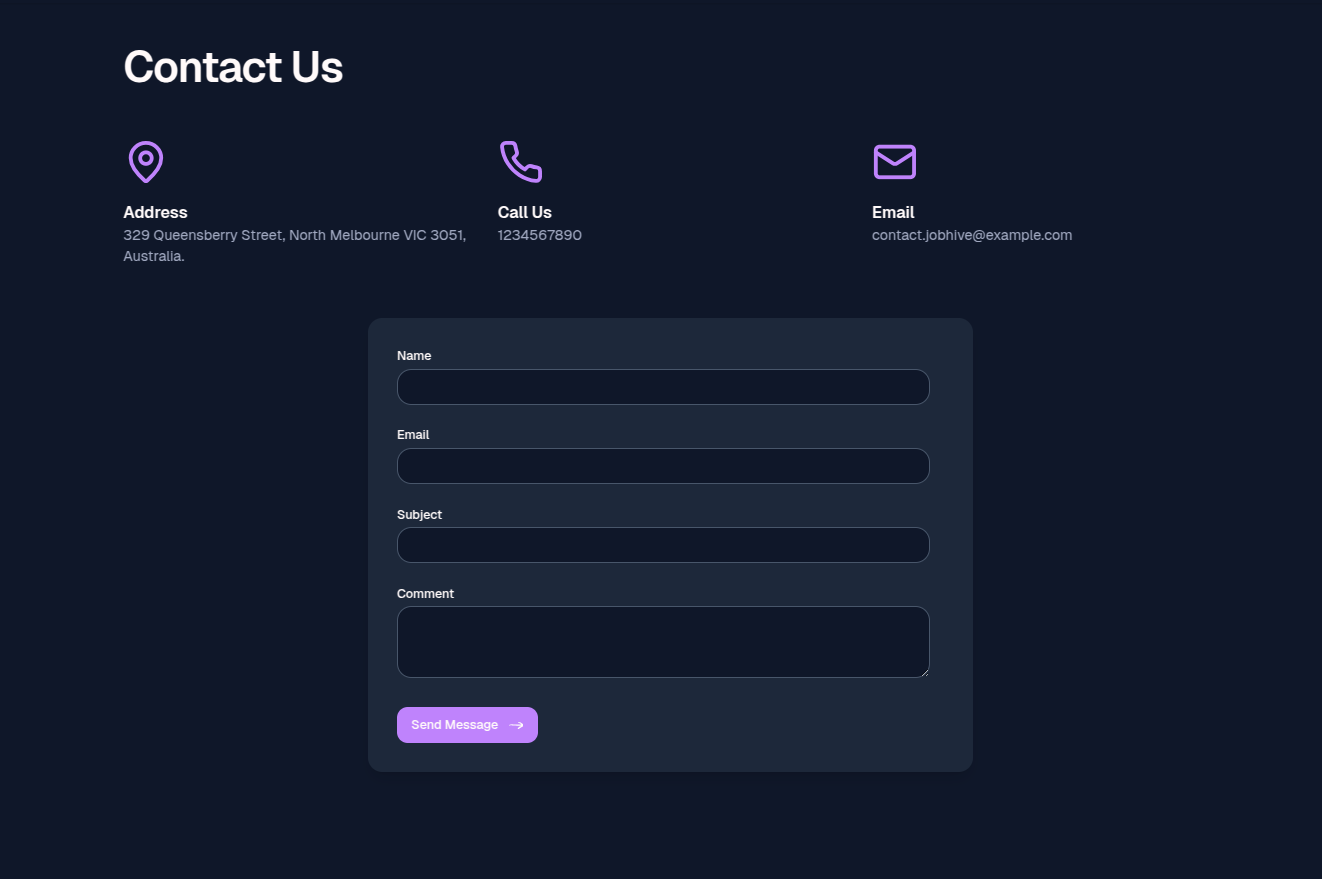 Contact Us
Address
329 Queensberry Street, North Melbourne VIC 3051,
Australia.
Call Us
1234567890
Email
contact.jobhive@example.com
Name
Email
Subject
Comment
Send Message